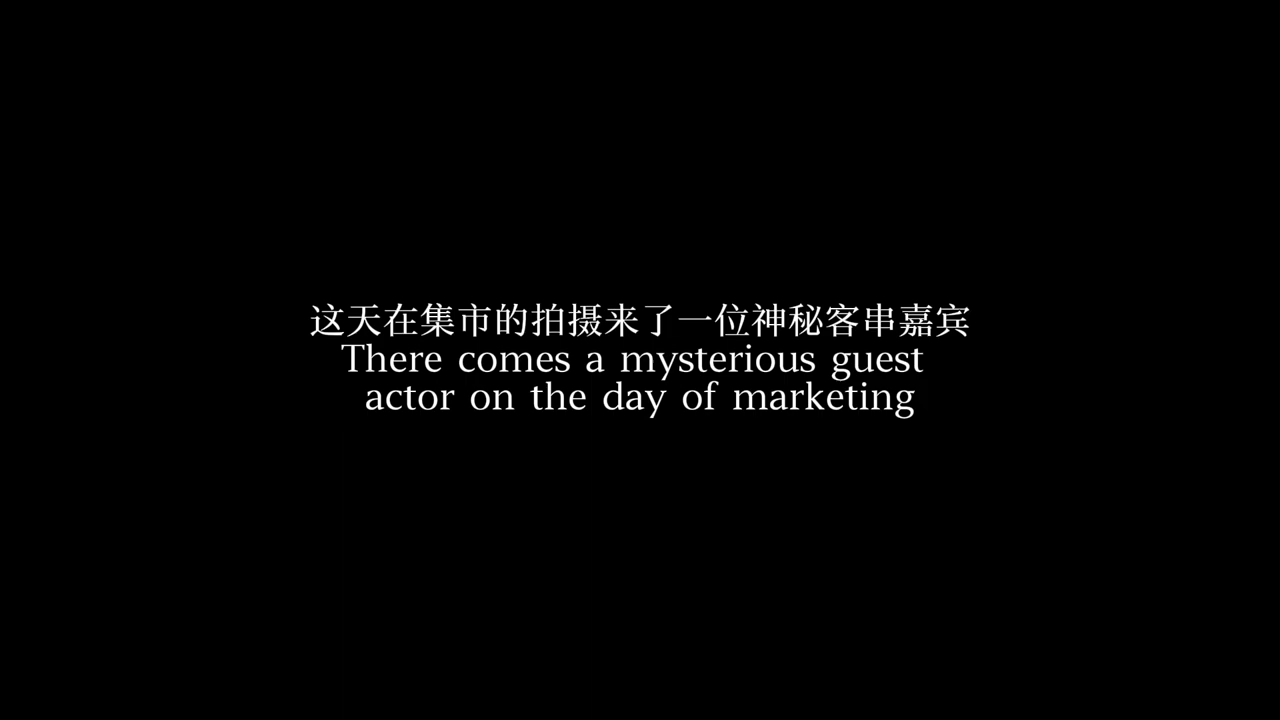 这天在集市的拍摄来了一位神秘客串嘉宾
There comes a mysterious guest
actor on the day of marketing